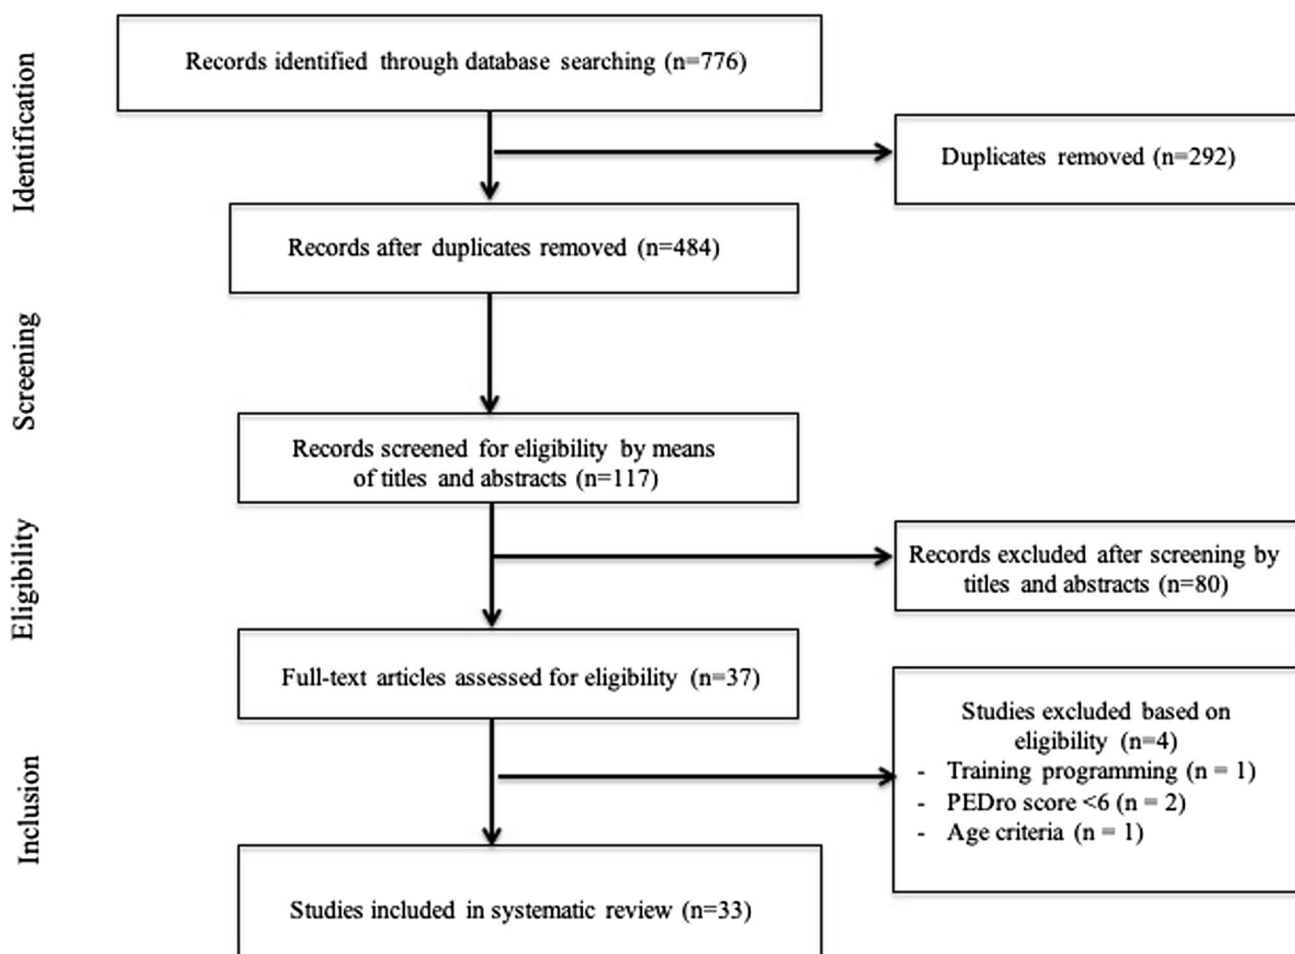 Identification
Records identified through database searching (n=776)
Duplicates removed (n=292)
Records after duplicates removed (n=484)
Screening
Records screened for eligibility by means
of titles and abstracts (n=117)
Eligibility
Records excluded after screening by
titles and abstracts (n=80)
Full-text articles assessed for eligibility (n=37)
Inclusion
Studies excluded based on
eligibility (n=4)
- Training programming (n = 1)
- PEDro score <6 (n = 2)
- Age criteria (n = 1)
Studies included in systematic review (n=33)